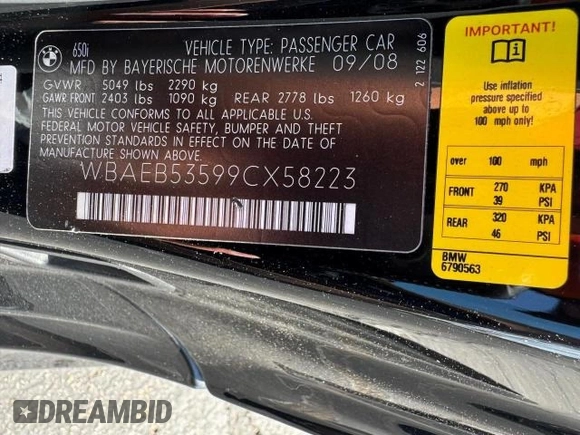 650i
VEHICLE TYPE: PASSENGER CAR
MFD BY BAYERISCHE MOTORENWERKE 09/08
GVWR 5049 lbs 2290 kg
GAWR FRONT 2403 lbs 1090 kg REAR 2778 lbs 1260 kg
THIS VEHICLE CONFORMS TO ALL APPLICABLE U.S.
FEDERAL MOTOR VEHICLE SAFETY, BUMPER AND THEFT
PREVENTION STANDARDS IN EFFECT ON THE DATE
OF MANUFACTURE SHOWN ABOVE.
WBAEB53599CX58223
2 122 606
IMPORTANT!
Use inflation
pressure specified
above up to
100 mph only!
over 100 mph
FRONT 270 KPA
39 PSI
REAR 320 KPA
46 PSI
BMW
6790563
DREAMBID